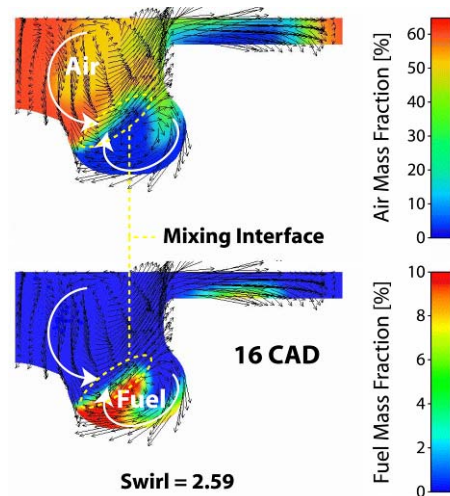 Air
60
50
40
30
20
10
0
Air Mass Fraction [%]
Mixing Interface
Fuel
16 CAD
10
8
6
4
2
0
Fuel Mass Fraction [%]
Swirl = 2.59